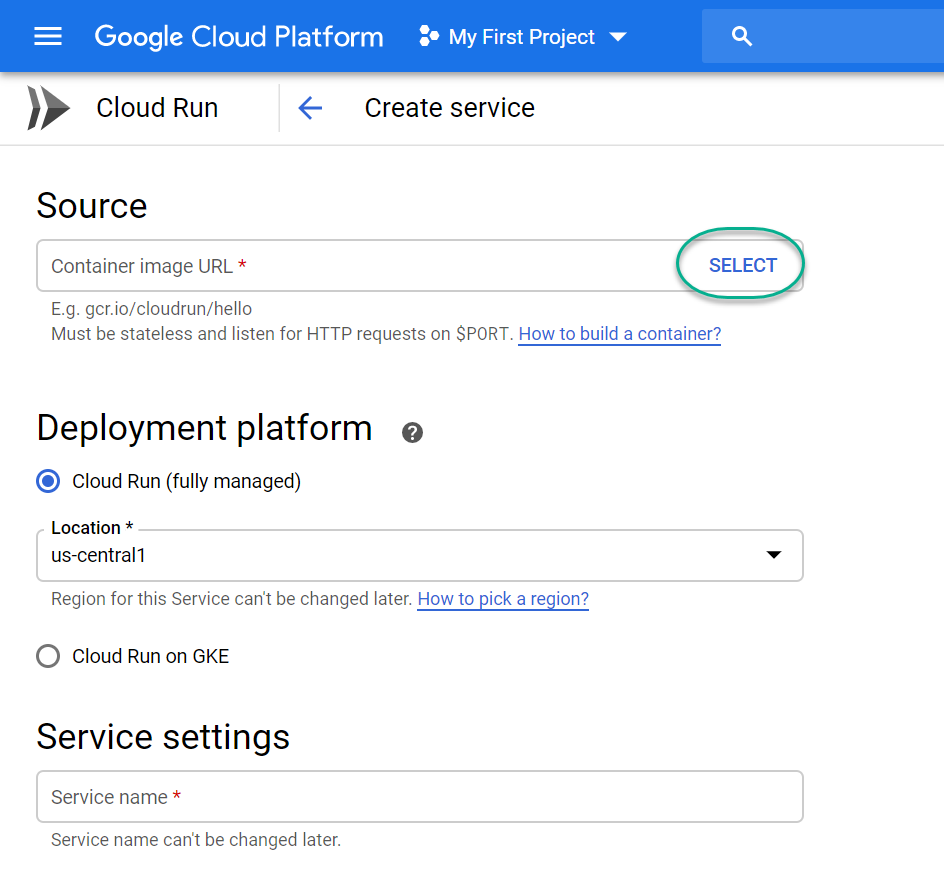 Google Cloud Platform My First Project
Cloud Run Create service
Source
Container image URL * SELECT
E.g. gcr.io/cloudrun/hello
Must be stateless and listen for HTTP requests on $PORT. How to build a container?
Deployment platform ?
Cloud Run (fully managed)
Location *
us-central1
Region for this Service can't be changed later. How to pick a region?
Cloud Run on GKE
Service settings
Service name *
Service name can't be changed later.